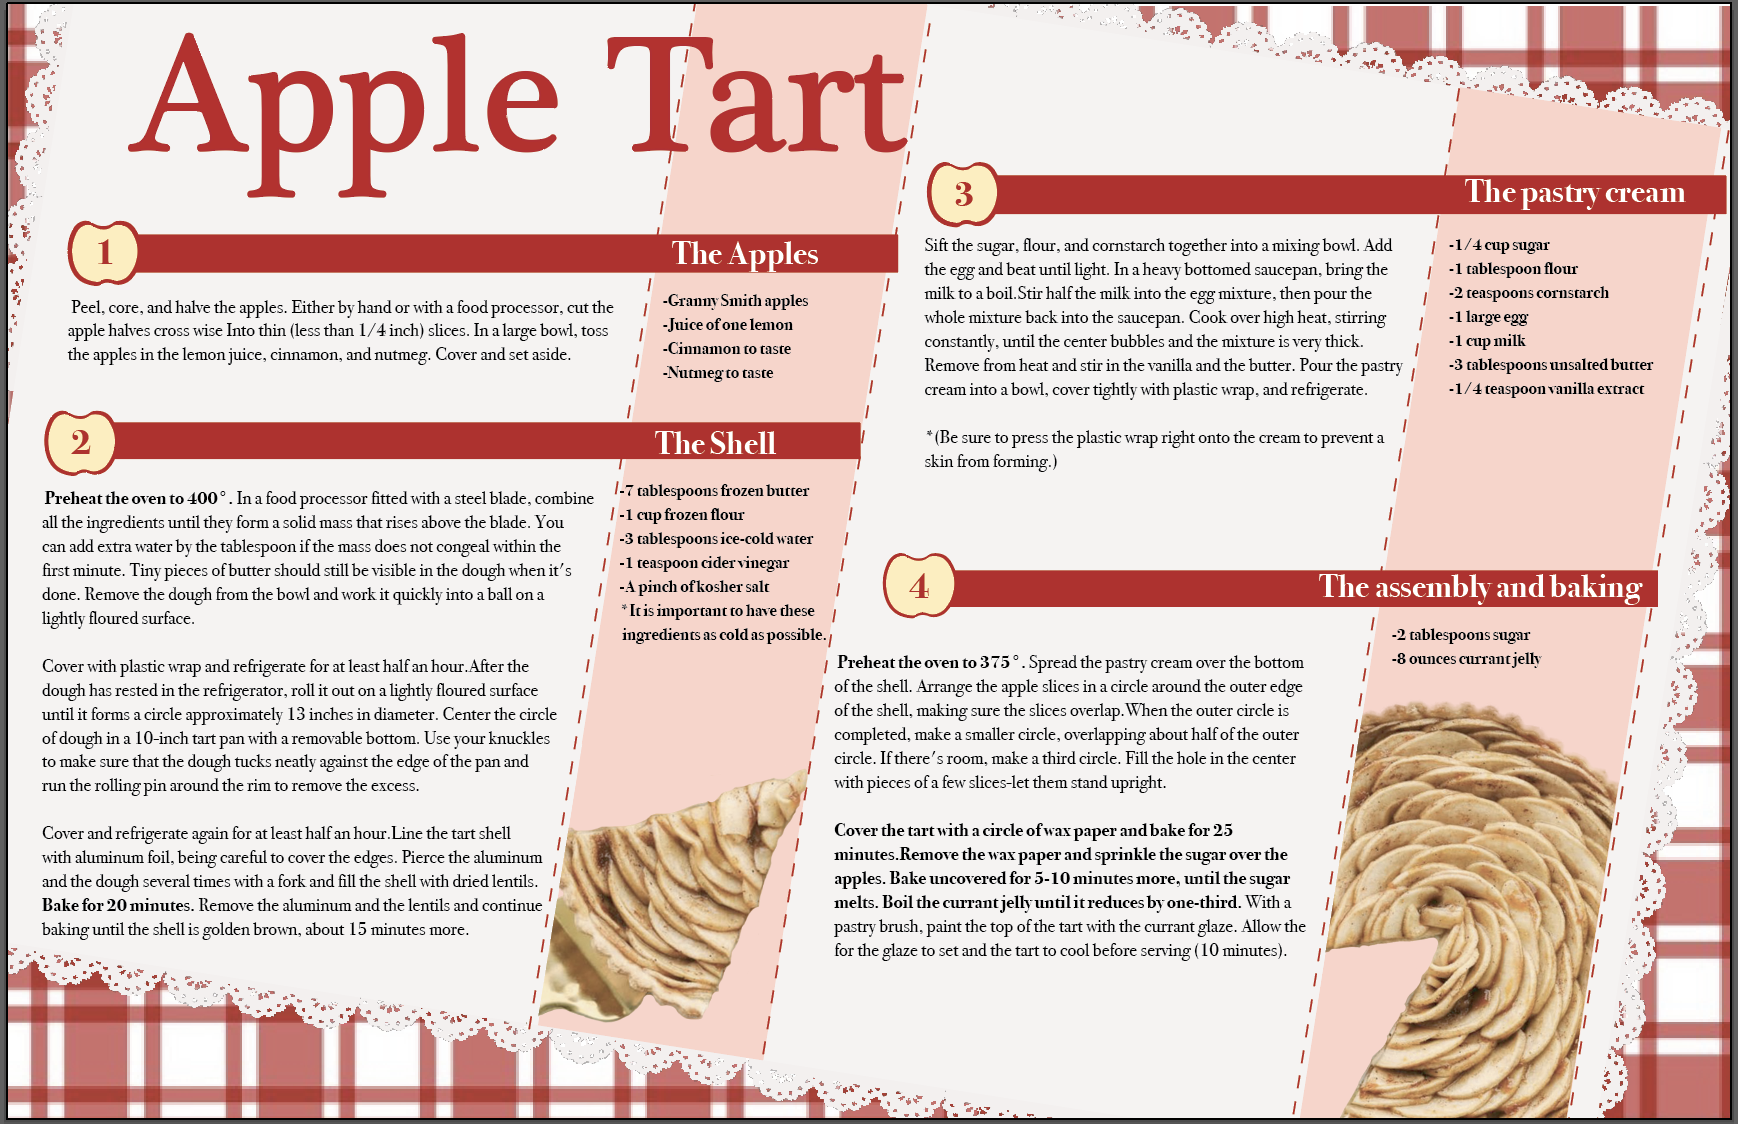 Apple Tart
1
The Apples
Peel, core, and halve the apples. Either by hand or with a food processor, cut the
apple halves cross wise Into thin (less than 1/4 inch) slices. In a large bowl, toss
the apples in the lemon juice, cinnamon, and nutmeg. Cover and set aside.
-Granny Smith apples
-Juice of one lemon
-Cinnamon to taste
-Nutmeg to taste
2
The Shell
Preheat the oven to 400°. In a food processor fitted with a steel blade, combine
all the ingredients until they form a solid mass that rises above the blade. You
can add extra water by the tablespoon if the mass does not congeal within the
first minute. Tiny pieces of butter should still be visible in the dough when it's
done. Remove the dough from the bowl and work it quickly into a ball on a
lightly floured surface.
Cover with plastic wrap and refrigerate for at least half an hour.After the
dough has rested in the refrigerator, roll it out on a lightly floured surface
until it forms a circle approximately 13 inches in diameter. Center the circle
of dough in a 10-inch tart pan with a removable bottom. Use your knuckles
to make sure that the dough tucks neatly against the edge of the pan and
run the rolling pin around the rim to remove the excess.
Cover and refrigerate again for at least half an hour.Line the tart shell
with aluminum foil, being careful to cover the edges. Pierce the aluminum
and the dough several times with a fork and fill the shell with dried lentils.
Bake for 20 minutes. Remove the aluminum and the lentils and continue
baking until the shell is golden brown, about 15 minutes more.
-7 tablespoons frozen butter
-1 cup frozen flour
-3 tablespoons ice-cold water
-1 teaspoon cider vinegar
-A pinch of kosher salt
*It is important to have these
ingredients as cold as possible.
3
The pastry cream
Sift the sugar, flour, and cornstarch together into a mixing bowl. Add
the egg and beat until light. In a heavy bottomed saucepan, bring the
milk to a boil.Stir half the milk into the egg mixture, then pour the
whole mixture back into the saucepan. Cook over high heat, stirring
constantly, until the center bubbles and the mixture is very thick.
Remove from heat and stir in the vanilla and the butter. Pour the pastry
cream into a bowl, cover tightly with plastic wrap, and refrigerate.
*(Be sure to press the plastic wrap right onto the cream to prevent a
skin from forming.)
-1/4 cup sugar
-1 tablespoon flour
-2 teaspoons cornstarch
-1 large egg
-1 cup milk
-3 tablespoons unsalted butter
-1/4 teaspoon vanilla extract
4
The assembly and baking
Preheat the oven to 375°. Spread the pastry cream over the bottom
of the shell. Arrange the apple slices in a circle around the outer edge
of the shell, making sure the slices overlap.When the outer circle is
completed, make a smaller circle, overlapping about half of the outer
circle. If there's room, make a third circle. Fill the hole in the center
with pieces of a few slices-let them stand upright.
Cover the tart with a circle of wax paper and bake for 25
minutes.Remove the wax paper and sprinkle the sugar over the
apples. Bake uncovered for 5-10 minutes more, until the sugar
melts. Boil the currant jelly until it reduces by one-third. With a
pastry brush, paint the top of the tart with the currant glaze. Allow the
for the glaze to set and the tart to cool before serving (10 minutes).
-2 tablespoons sugar
-8 ounces currant jelly